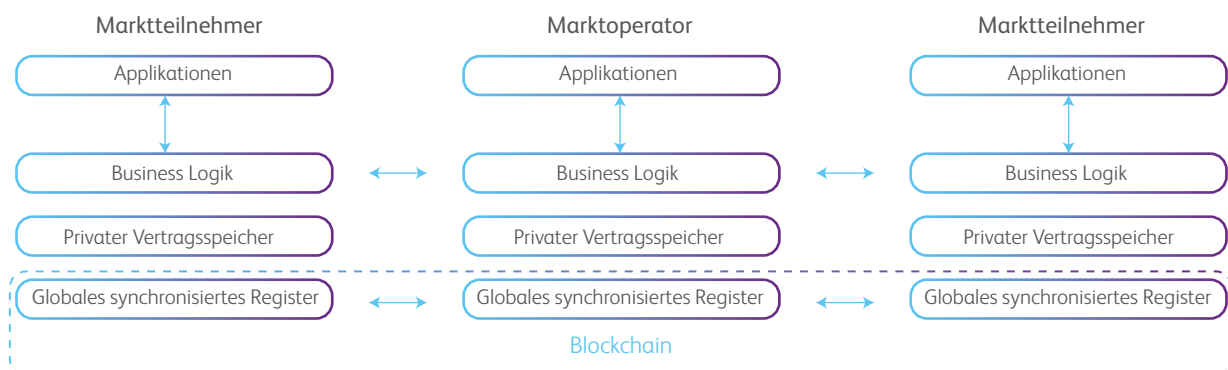 Marktteilnehmer
Marktoperator
Marktteilnehmer
Applikationen
Applikationen
Applikationen
Business Logik
Business Logik
Business Logik
Privater Vertragsspeicher
Privater Vertragsspeicher
Privater Vertragsspeicher
Globales synchronisiertes Register
Globales synchronisiertes Register
Globales synchronisiertes Register
Blockchain